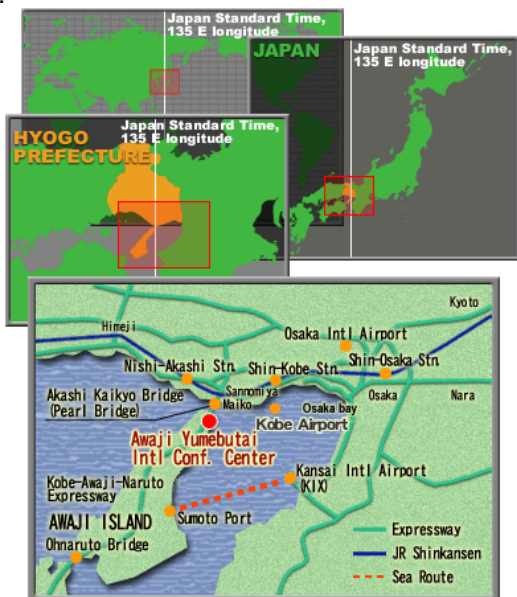 Japan Standard Time,
135 E longitude
JAPAN
Japan Standard Time,
135 E longitude
HYOGO
PREFECTURE
Japan Standard Time,
135 E longitude
Kyoto
Himeji
Osaka Intl Airport
Nishi-Akashi Stn.
Shin-Kobe Stn.
Shin-Osaka Stn.
Akashi Kaikyo Bridge
(Pearl Bridge)
Sannomiya
Maiko
Osaka bay
Osaka
Nara
Kobe Airport
Awaji Yumebutai
Intl Conf. Center
Kansai Intl Airport
(KIX)
Kobe-Awaji-Naruto
Expressway
AWAJI ISLAND
Sumoto Port
Ohnaruto Bridge
Expressway
JR Shinkansen
Sea Route